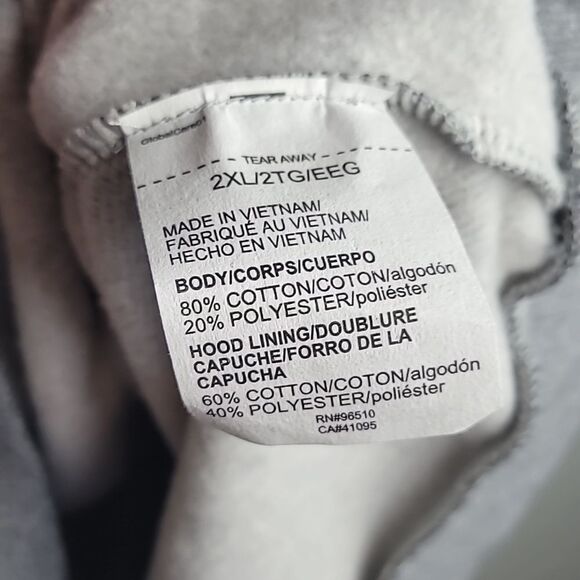 TEAR AWAY
2XL/2TG/EEG
MADE IN VIETNAM/
FABRIQUÉ AU VIETNAM/
HECHO EN VIETNAM
BODY/CORPS/CUERPO
80% COTTON/COTON/algodón
20% POLYESTER/poliéster
HOOD LINING/DOUBLURE
CAPUCHE/FORRO DE LA
CAPUCHA
60% COTTON/COTON/algodón
40% POLYESTER/poliéster
RN#96510
CA#41095